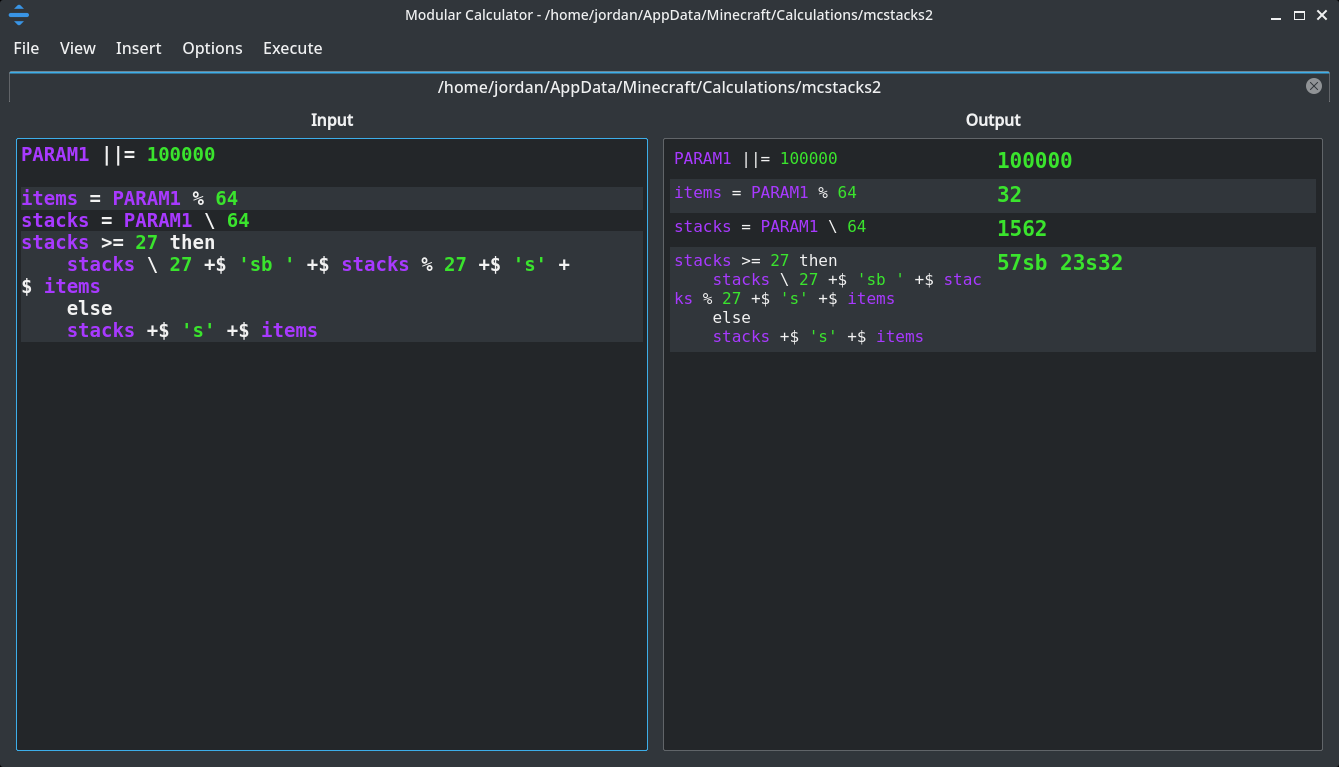 Modular Calculator - /home/jordan/AppData/Minecraft/Calculations/mcstacks2
File View Insert Options Execute
/home/jordan/AppData/Minecraft/Calculations/mcstacks2
Input
PARAM1 ||= 100000
items = PARAM1 % 64
stacks = PARAM1 \ 64
stacks >= 27 then
    stacks \ 27 +$ 'sb ' +$ stacks % 27 +$ 's' +
$ items
    else
    stacks +$ 's' +$ items
Output
PARAM1 ||= 100000 100000
items = PARAM1 % 64 32
stacks = PARAM1 \ 64 1562
stacks >= 27 then 57sb 23s32
    stacks \ 27 +$ 'sb ' +$ stac
ks % 27 +$ 's' +$ items
    else
    stacks +$ 's' +$ items